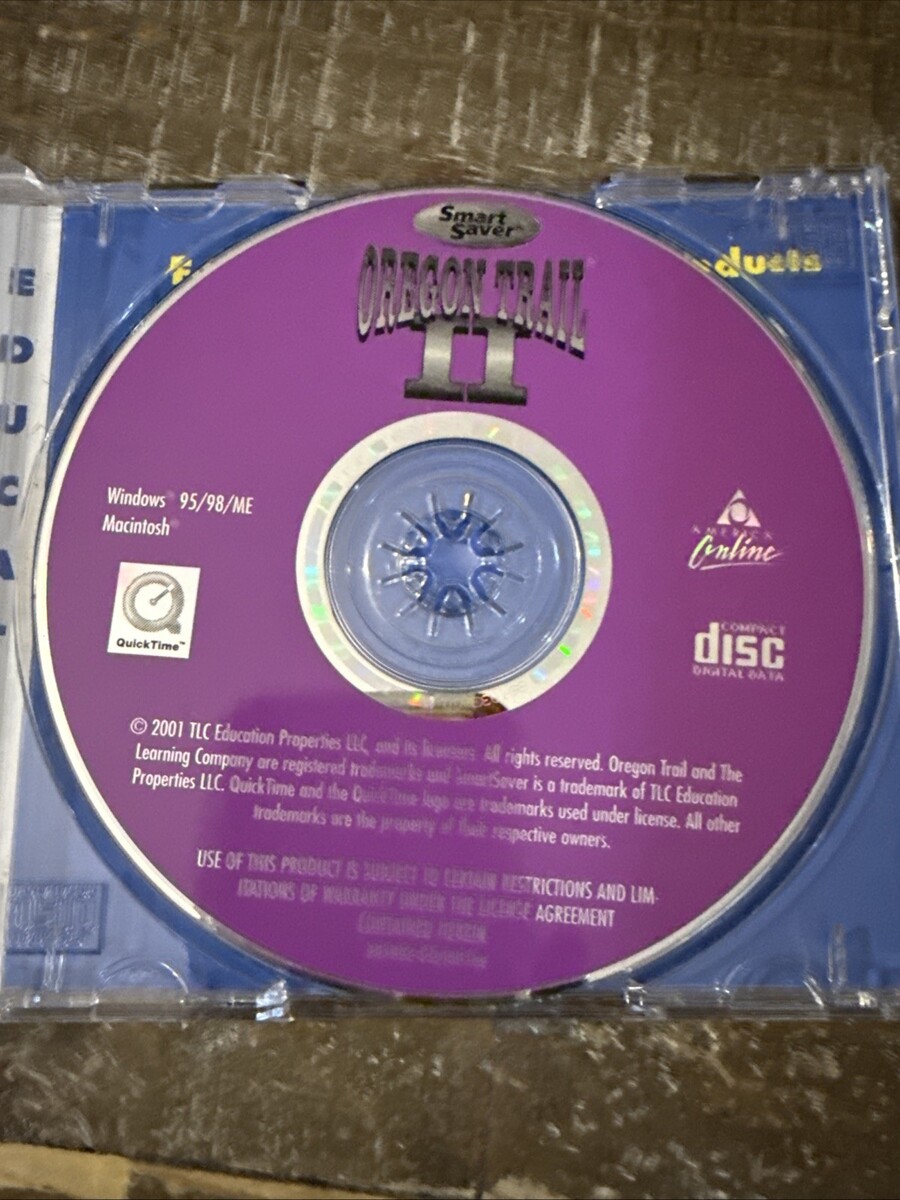 Smart
Saver
OREGON TRAIL
II
ducts
E
D
U
C
A
Windows 95/98/ME
Macintosh
QuickTime™
AMERICA
Online
COMPACT
disc
DIGITAL DATA
© 2001 TLC Education Properties LLC, and its licensors. All rights reserved. Oregon Trail and The
Learning Company are registered trademarks and SmartSaver is a trademark of TLC Education
Properties LLC. QuickTime and the QuickTime logo are trademarks used under license. All other
trademarks are the property of their respective owners.
USE OF THIS PRODUCT IS SUBJECT TO CERTAIN RESTRICTIONS AND LIM-
ITATIONS OF WARRANTY UNDER THE LICENSE AGREEMENT
CONTAINED HEREIN